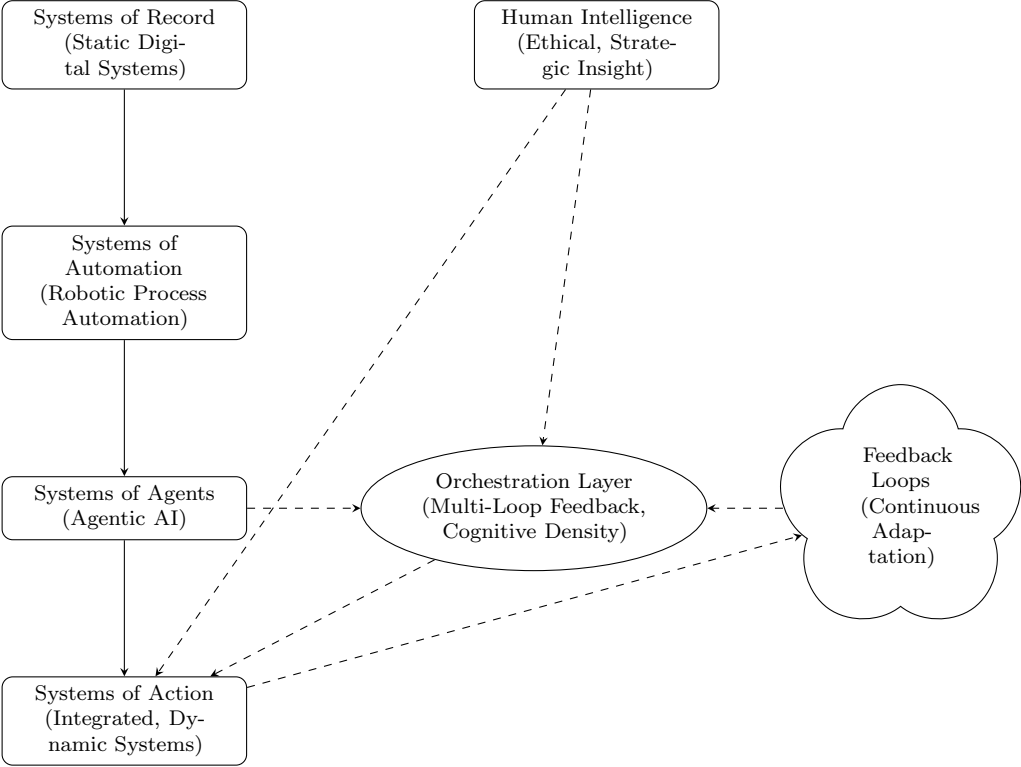 Systems of Record
(Static Digi-
tal Systems)
Human Intelligence
(Ethical, Strate-
gic Insight)
Systems of
Automation
(Robotic Process
Automation)
Systems of Agents
(Agentic AI)
Orchestration Layer
(Multi-Loop Feedback,
Cognitive Density)
Feedback
Loops
(Continuous
Adap-
tation)
Systems of Action
(Integrated, Dy-
namic Systems)